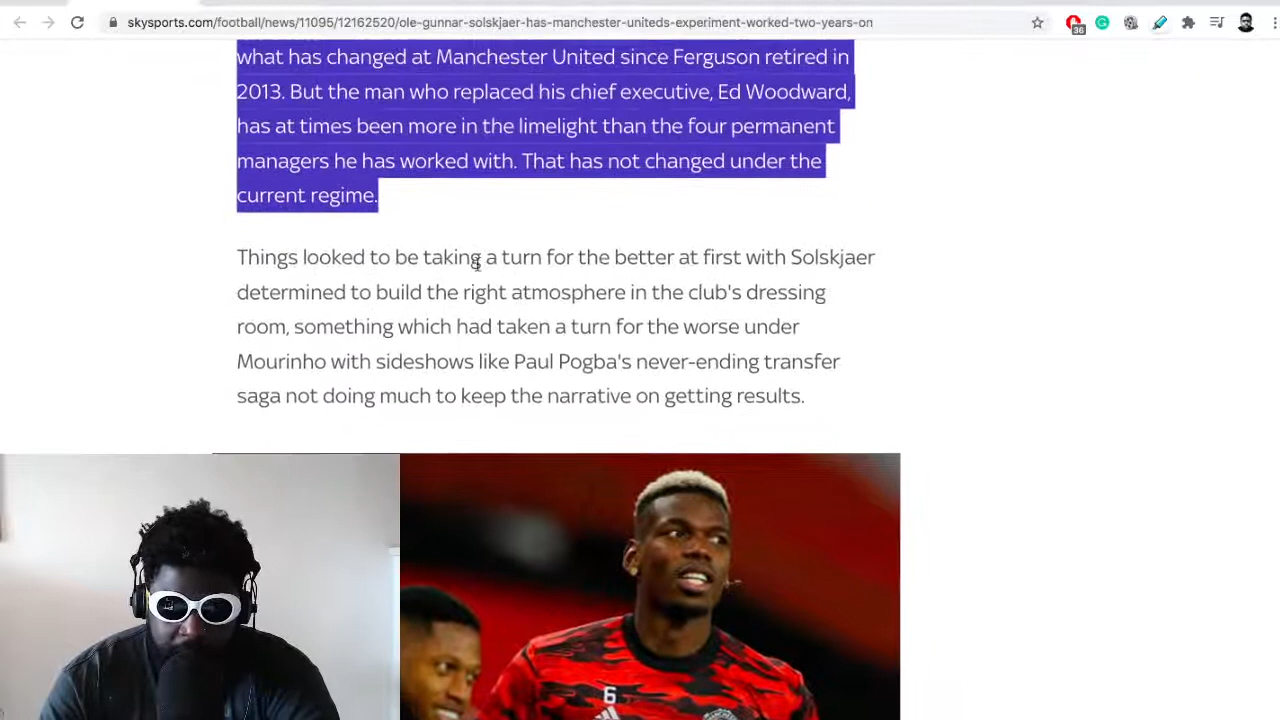 skysports.com/football/news/11095/12162520/ole-gunnar-solskjaer-has-manchester-uniteds-experiment-worked-two-years-on
36
what has changed at Manchester United since Ferguson retired in
2013. But the man who replaced his chief executive, Ed Woodward,
has at times been more in the limelight than the four permanent
managers he has worked with. That has not changed under the
current regime.
Things looked to be taking a turn for the better at first with Solskjaer
determined to build the right atmosphere in the club's dressing
room, something which had taken a turn for the worse under
Mourinho with sideshows like Paul Pogba's never-ending transfer
saga not doing much to keep the narrative on getting results.
6